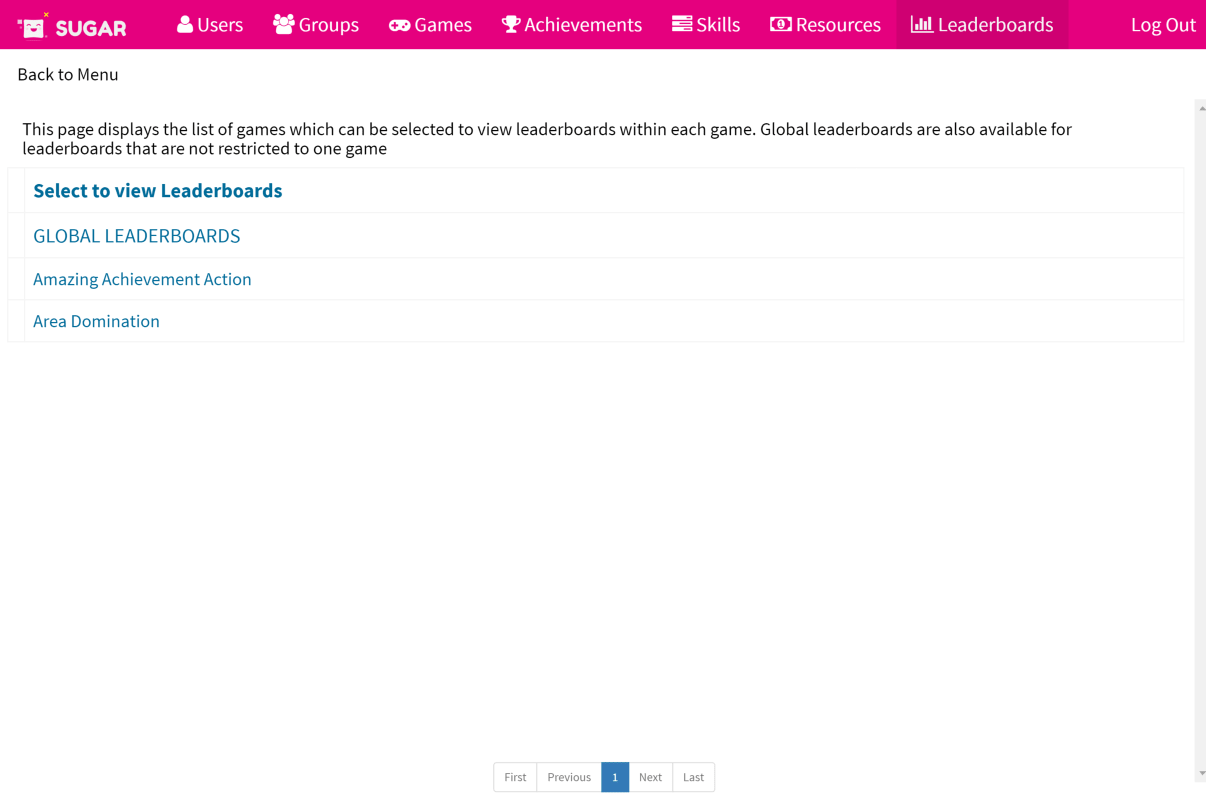 SUGAR Users Groups Games Achievements Skills Resources Leaderboards Log Out
Back to Menu
This page displays the list of games which can be selected to view leaderboards within each game. Global leaderboards are also available for
leaderboards that are not restricted to one game
Select to view Leaderboards
GLOBAL LEADERBOARDS
Amazing Achievement Action
Area Domination
First Previous 1 Next Last